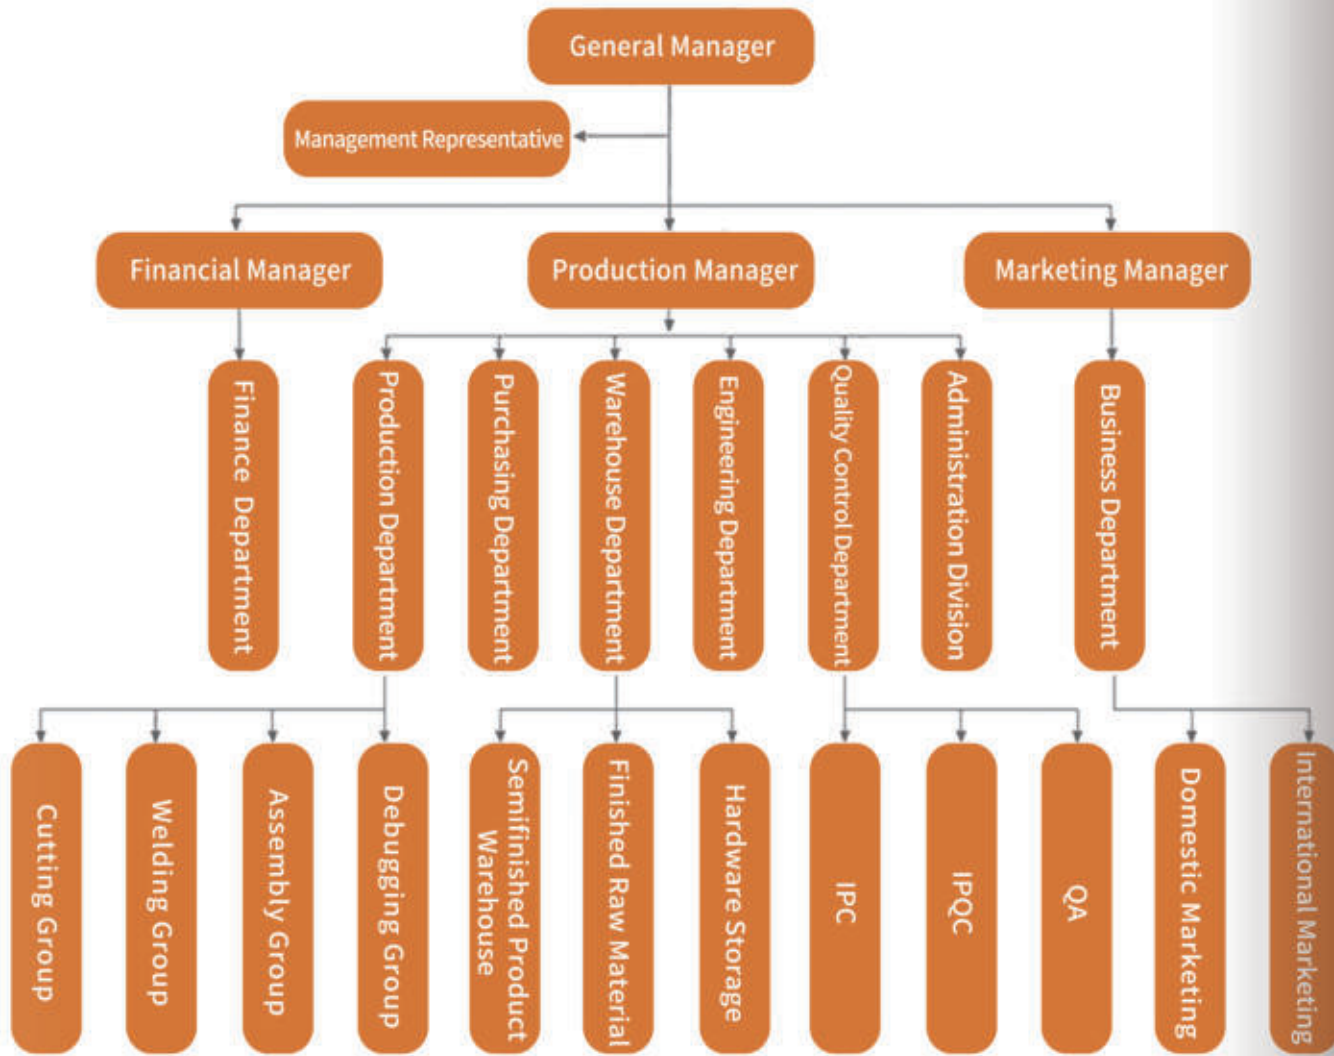 General Manager
Management Representative
Financial Manager
Production Manager
Marketing Manager
Finance Department
Production Department
Purchasing Department
Warehouse Department
Engineering Department
Quality Control Department
Administration Division
Business Department
Cutting Group
Welding Group
Assembly Group
Debugging Group
Semifinished Product
Warehouse
Finished Raw Material
Hardware Storage
IPC
IPQC
QA
Domestic Marketing
International Marketing